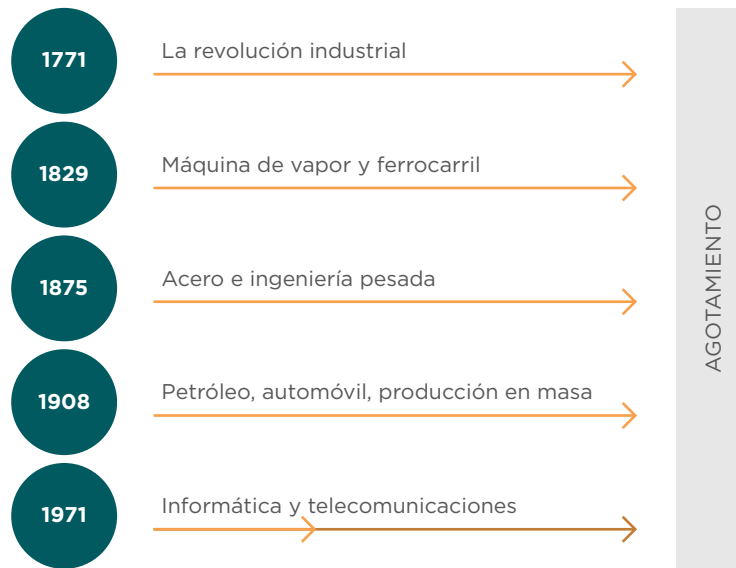 1771
La revolución industrial
1829
Máquina de vapor y ferrocarril
1875
Acero e ingeniería pesada
1908
Petróleo, automóvil, producción en masa
1971
Informática y telecomunicaciones
AGOTAMIENTO